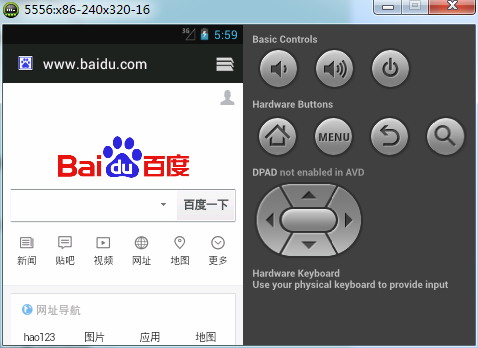 5556:x86-240x320-16
3G
5:59
www.baidu.com
Bai du 百度
百度一下
新闻 贴吧 视频 网址 地图 更多
网址导航
hao123 图片 应用 地图
Basic Controls
Hardware Buttons
MENU
DPAD not enabled in AVD
Hardware Keyboard
Use your physical keyboard to provide input